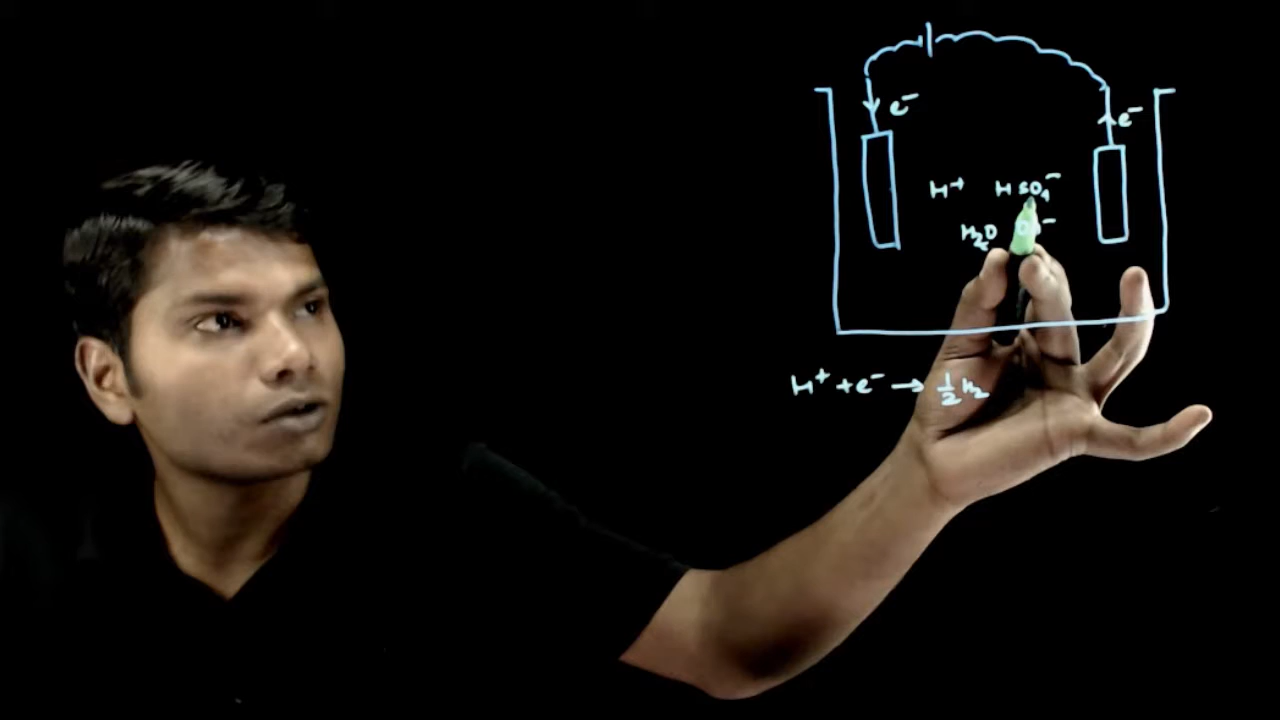 e⁻ e⁻
H⁺ HSO₄⁻
H₂O
H⁺ + e⁻ → ½ H₂